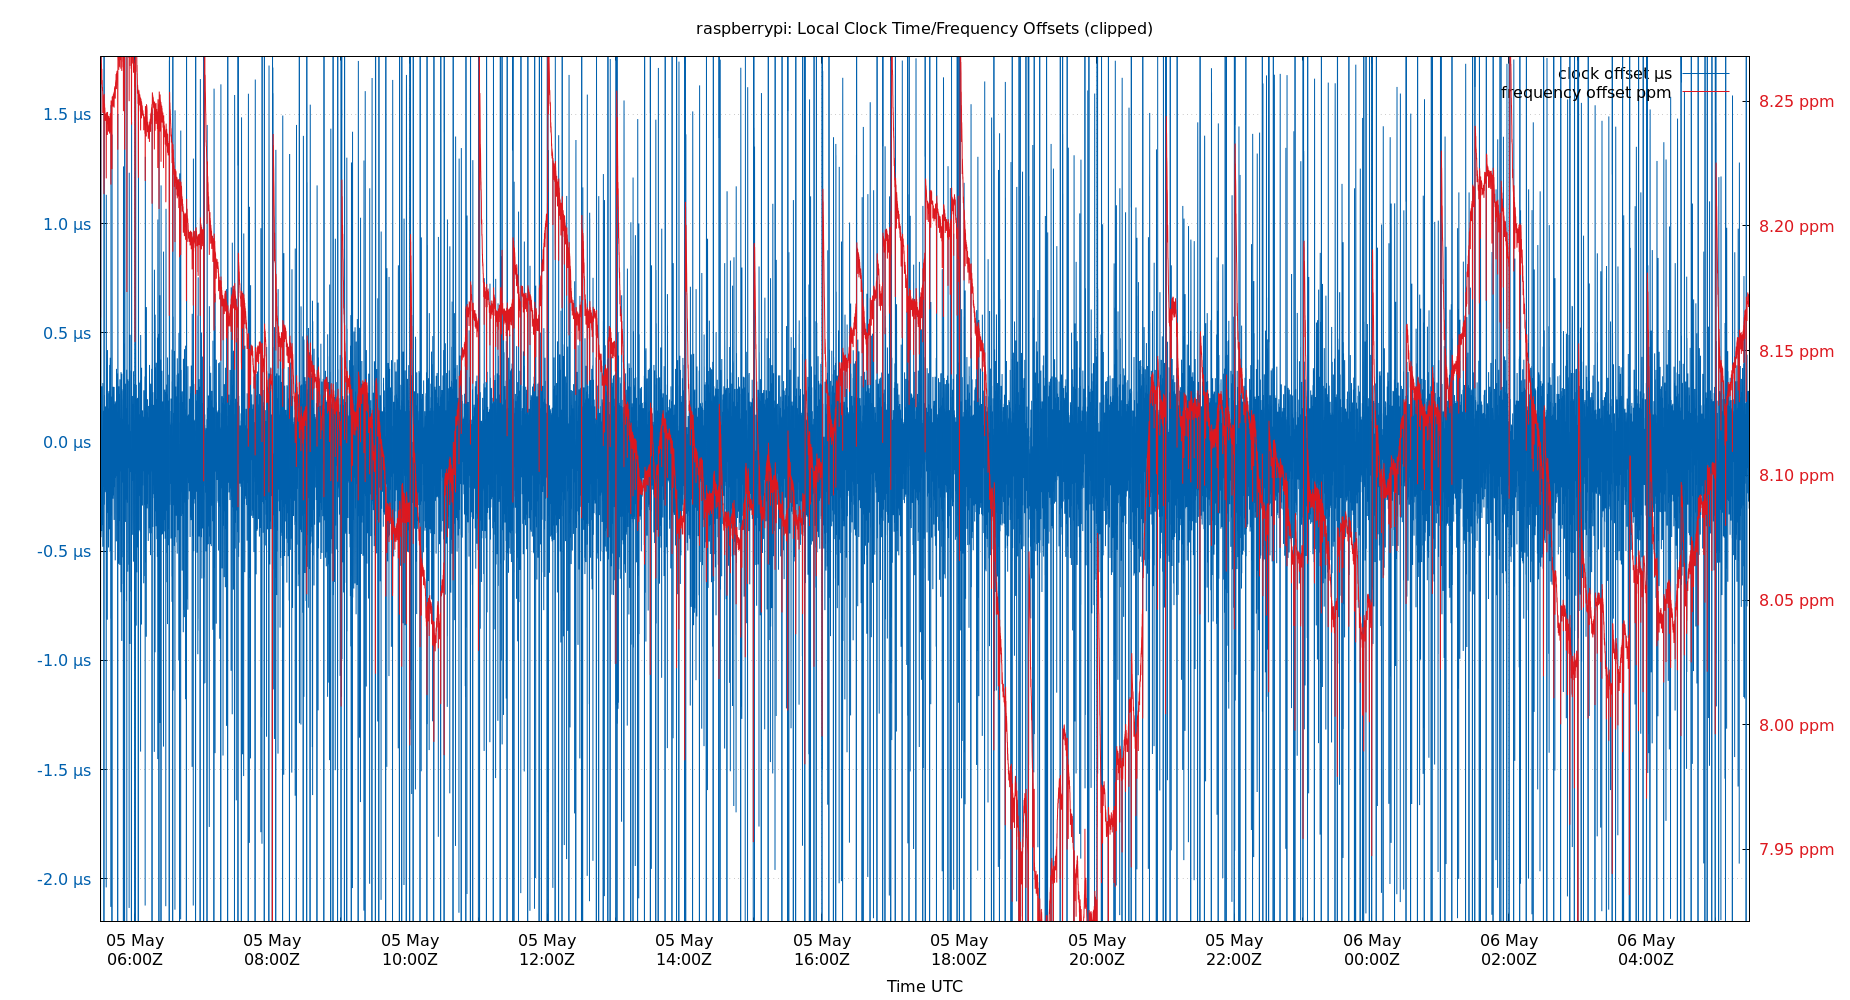 raspberrypi: Local Clock Time/Frequency Offsets (clipped)
clock offset µs
frequency offset ppm
1.5 µs
1.0 µs
0.5 µs
0.0 µs
-0.5 µs
-1.0 µs
-1.5 µs
-2.0 µs
8.25 ppm
8.20 ppm
8.15 ppm
8.10 ppm
8.05 ppm
8.00 ppm
7.95 ppm
05 May 05 May 05 May 05 May 05 May 05 May 05 May 05 May 05 May 06 May 06 May 06 May
06:00Z 08:00Z 10:00Z 12:00Z 14:00Z 16:00Z 18:00Z 20:00Z 22:00Z 00:00Z 02:00Z 04:00Z
Time UTC